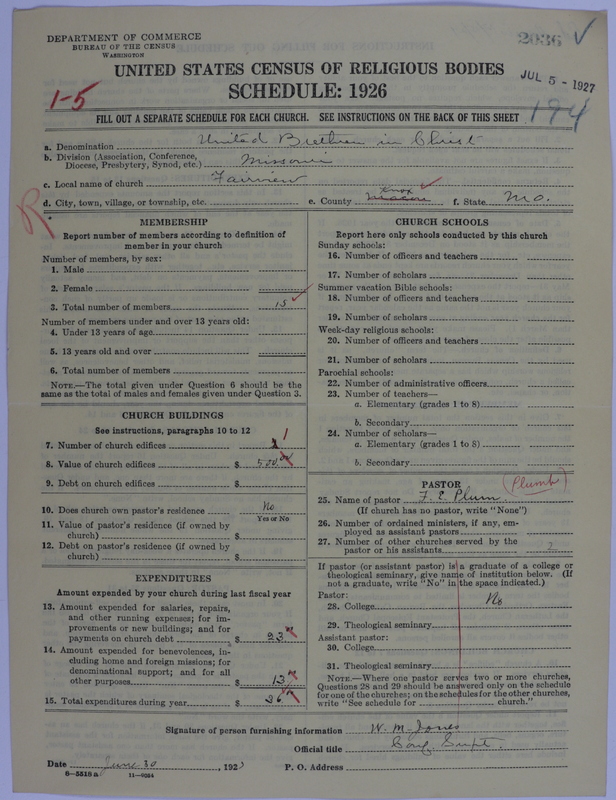 DEPARTMENT OF COMMERCE
BUREAU OF THE CENSUS
WASHINGTON
2036 ✓
UNITED STATES CENSUS OF RELIGIOUS BODIES
JUL 5 - 1927
1-5
SCHEDULE: 1926
194
FILL OUT A SEPARATE SCHEDULE FOR EACH CHURCH. SEE INSTRUCTIONS ON THE BACK OF THIS SHEET
a. Denomination United Brethren in Christ
b. Division (Association, Conference,
Diocese, Presbytery, Synod, etc.) Missouri
c. Local name of church Fairview
Knox ✓
d. City, town, village, or township, etc. e. County Macon f. State Mo.
R
MEMBERSHIP
Report number of members according to definition of
member in your church
Number of members, by sex:
1. Male
2. Female
3. Total number of members 15 ✓
Number of members under and over 13 years old:
4. Under 13 years of age
5. 13 years old and over
6. Total number of members
NOTE.—The total given under Question 6 should be the
same as the total of males and females given under Question 3.
CHURCH BUILDINGS
See instructions, paragraphs 10 to 12
7. Number of church edifices 1
8. Value of church edifices $ 500.00
9. Debt on church edifices $
10. Does church own pastor's residence No
Yes or No
11. Value of pastor's residence (if owned by
church) $
12. Debt on pastor's residence (if owned by
church) $
EXPENDITURES
Amount expended by your church during last fiscal year
13. Amount expended for salaries, repairs,
and other running expenses; for im-
provements or new buildings; and for
payments on church debt $ 23
14. Amount expended for benevolences, in-
cluding home and foreign missions; for
denominational support; and for all
other purposes $ 13
15. Total expenditures during year $ 36
CHURCH SCHOOLS
Report here only schools conducted by this church
Sunday schools:
16. Number of officers and teachers
17. Number of scholars
Summer vacation Bible schools:
18. Number of officers and teachers
19. Number of scholars
Week-day religious schools:
20. Number of officers and teachers
21. Number of scholars
Parochial schools:
22. Number of administrative officers
23. Number of teachers—
a. Elementary (grades 1 to 8)
b. Secondary
24. Number of scholars—
a. Elementary (grades 1 to 8)
b. Secondary
PASTOR (Plumb)
25. Name of pastor F. E. Plum
(If church has no pastor, write "None")
26. Number of ordained ministers, if any, em-
ployed as assistant pastors
27. Number of other churches served by the
pastor or his assistants 2
If pastor (or assistant pastor) is a graduate of a college or
theological seminary, give name of institution below. (If
not a graduate, write "No" in the space indicated.)
Pastor:
28. College No
29. Theological seminary
Assistant pastor:
30. College
31. Theological seminary
NOTE.—Where one pastor serves two or more churches,
Questions 28 and 29 should be answered only on the schedule
for one of the churches; on the schedules for the other churches,
write "See schedule for church."
Signature of person furnishing information W. M. Jones
Official title Conf Supt.
Date June 30, 192 P. O. Address
6-5518 a 11-9024